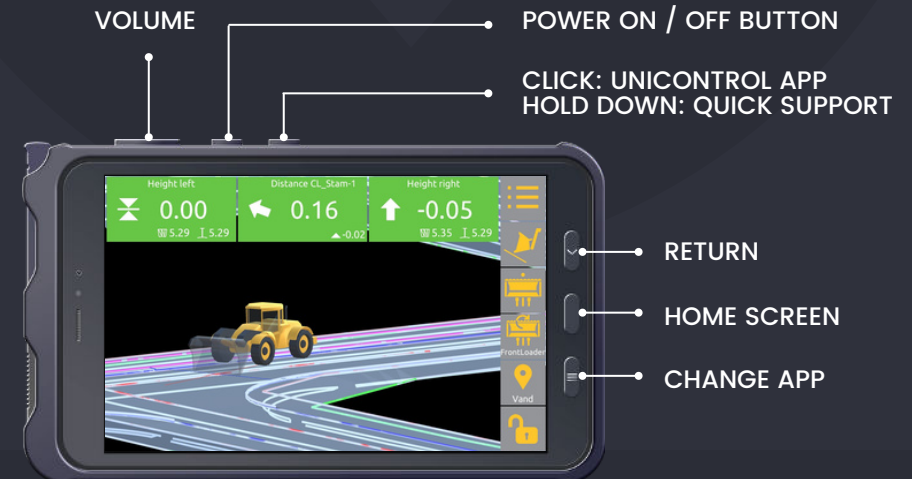 VOLUME
POWER ON / OFF BUTTON
CLICK: UNICONTROL APP
HOLD DOWN: QUICK SUPPORT
Height left
0.00
5.29 5.29
Distance CL_Stam-1
0.16
-0.02
Height right
-0.05
5.35 5.29
FrontLoader
Vand
RETURN
HOME SCREEN
CHANGE APP